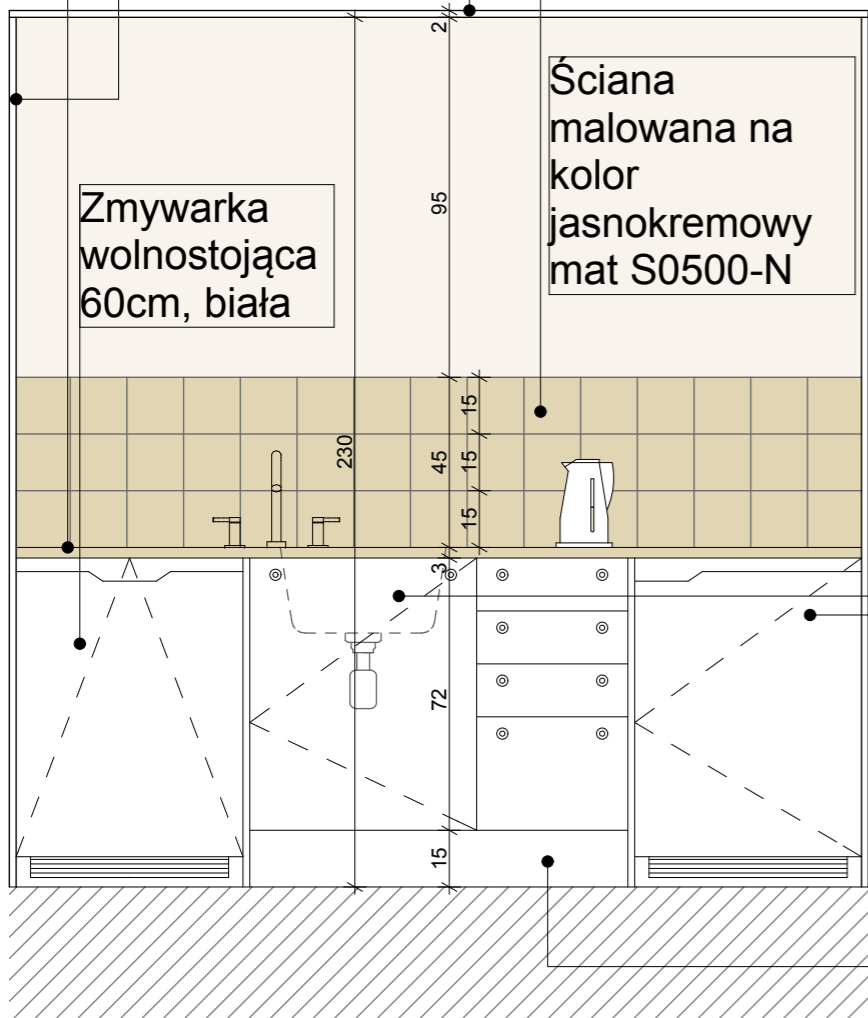 2
Ściana
malowana na
kolor
jasnokremowy
mat S0500-N
95
Zmywarka
wolnostojąca
60cm, biała
15
230
45
15
15
3
72
15